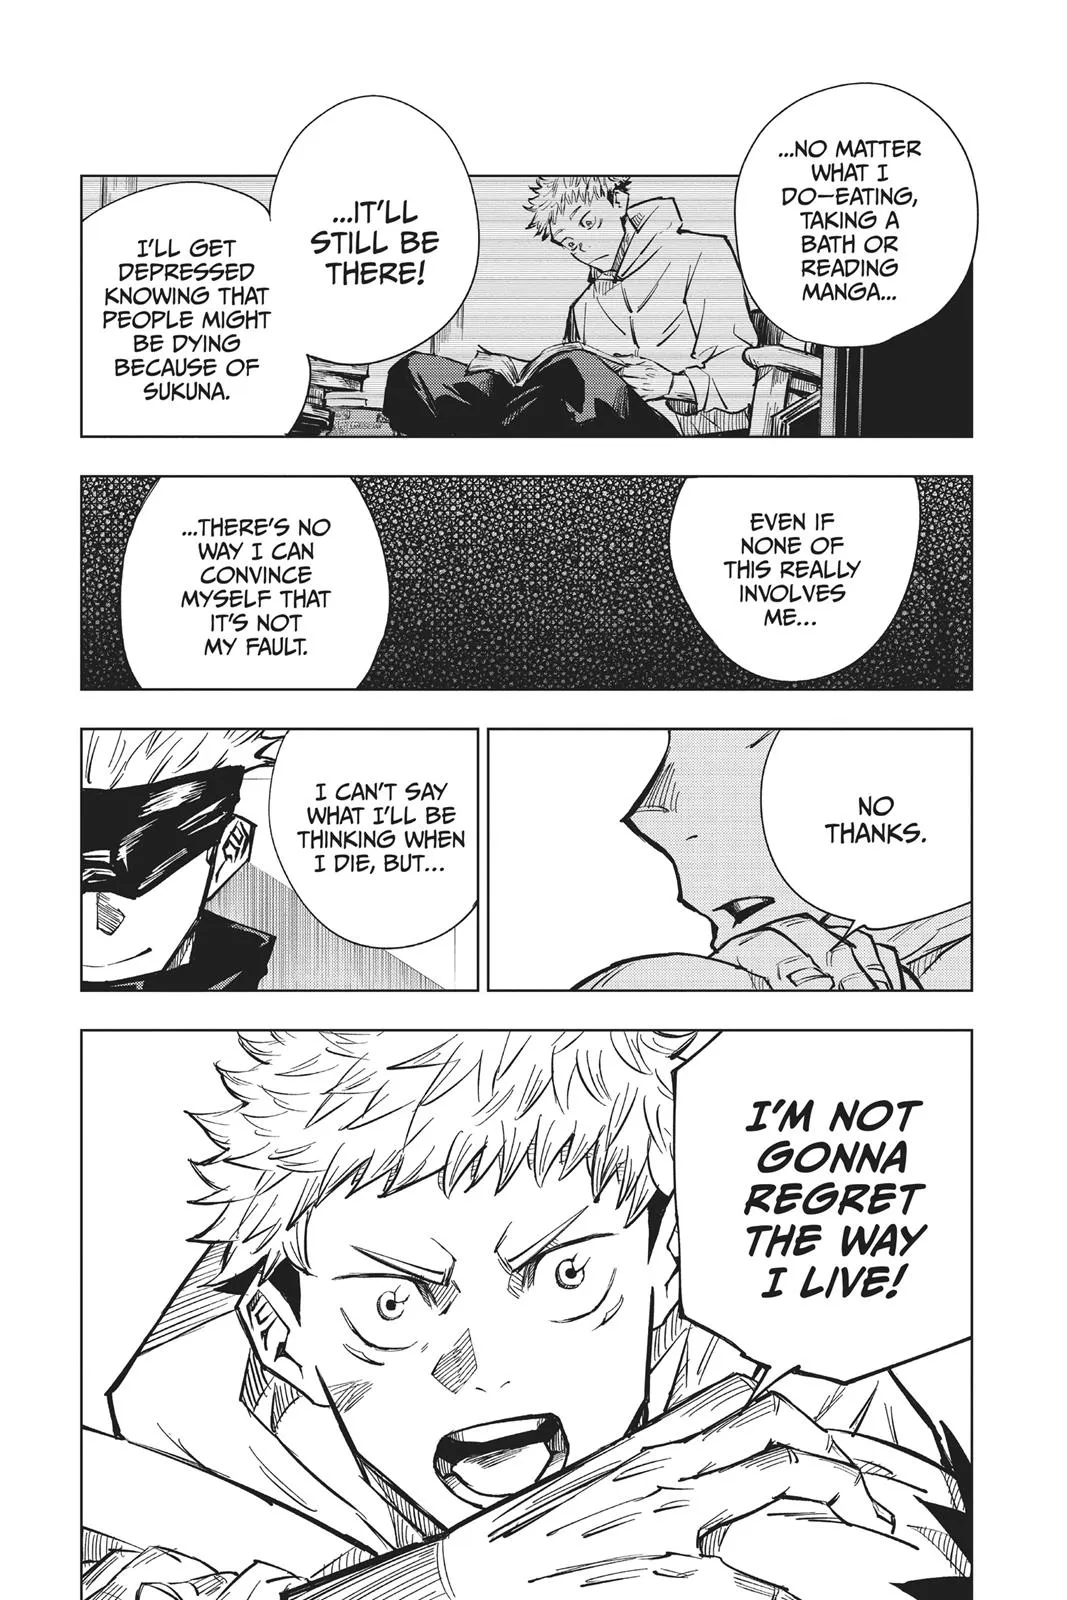 ...NO MATTER
WHAT I
DO—EATING,
TAKING A
BATH OR
READING
MANGA...
...IT'LL
STILL BE
THERE!
I'LL GET
DEPRESSED
KNOWING THAT
PEOPLE MIGHT
BE DYING
BECAUSE OF
SUKUNA.
EVEN IF
NONE OF
THIS REALLY
INVOLVES
ME...
...THERE'S NO
WAY I CAN
CONVINCE
MYSELF THAT
IT'S NOT
MY FAULT.
NO
THANKS.
I CAN'T SAY
WHAT I'LL BE
THINKING WHEN
I DIE, BUT...
I'M NOT
GONNA
REGRET
THE WAY
I LIVE!